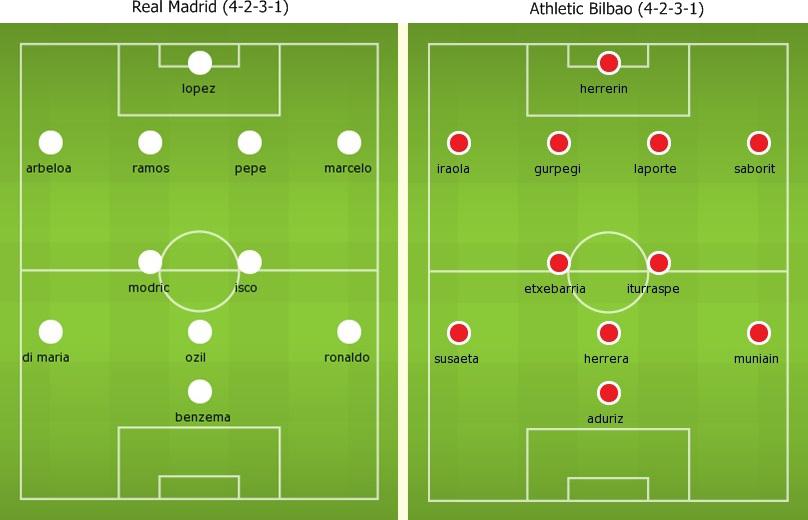 Real Madrid (4-2-3-1)
lopez
arbeloa ramos pepe marcelo
modric isco
di maria ozil ronaldo
benzema
Athletic Bilbao (4-2-3-1)
herrerin
iraola gurpegi laporte saborit
etxebarria iturraspe
susaeta herrera muniain
aduriz